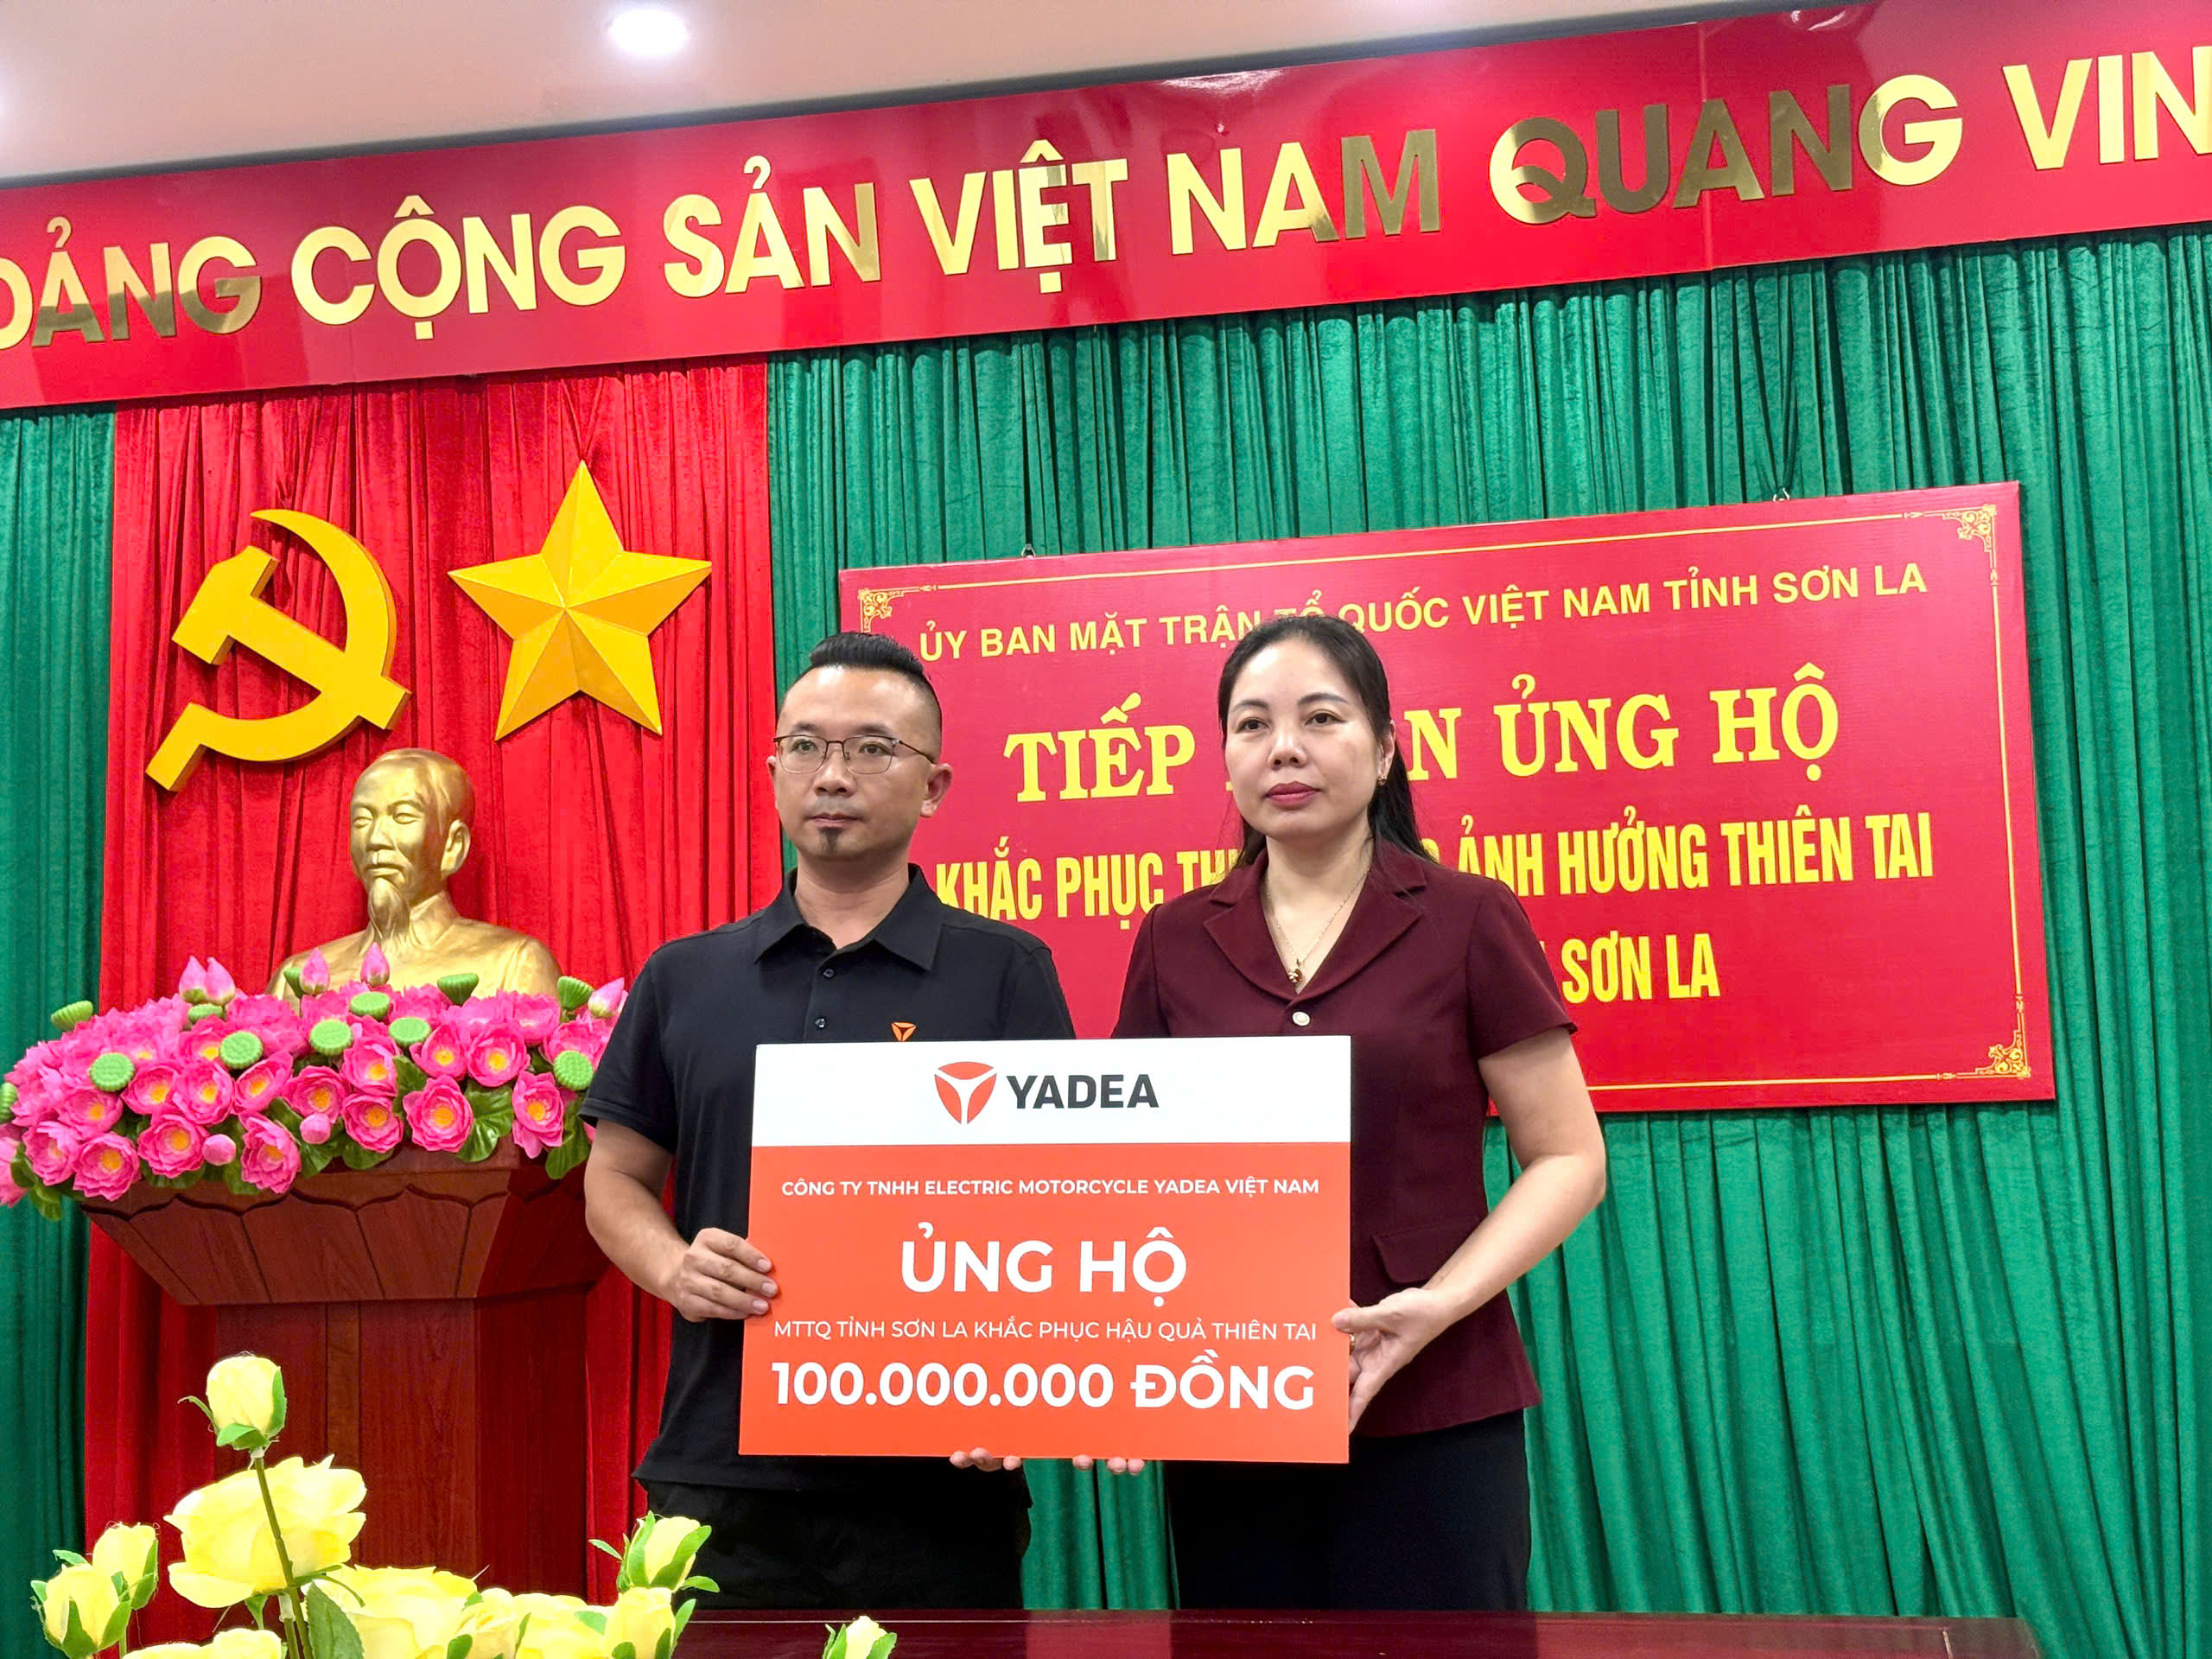 ĐẢNG CỘNG SẢN VIỆT NAM QUANG VIN
ỦY BAN MẶT TRẬN TỔ QUỐC VIỆT NAM TỈNH SƠN LA
TIẾP N ỦNG HỘ
KHẮC PHỤC ẢNH HƯỞNG THIÊN TAI
SƠN LA
YADEA
CÔNG TY TNHH ELECTRIC MOTORCYCLE YADEA VIỆT NAM
ỦNG HỘ
MTTQ TỈNH SƠN LA KHẮC PHỤC HẬU QUẢ THIÊN TAI
100.000.000 ĐỒNG